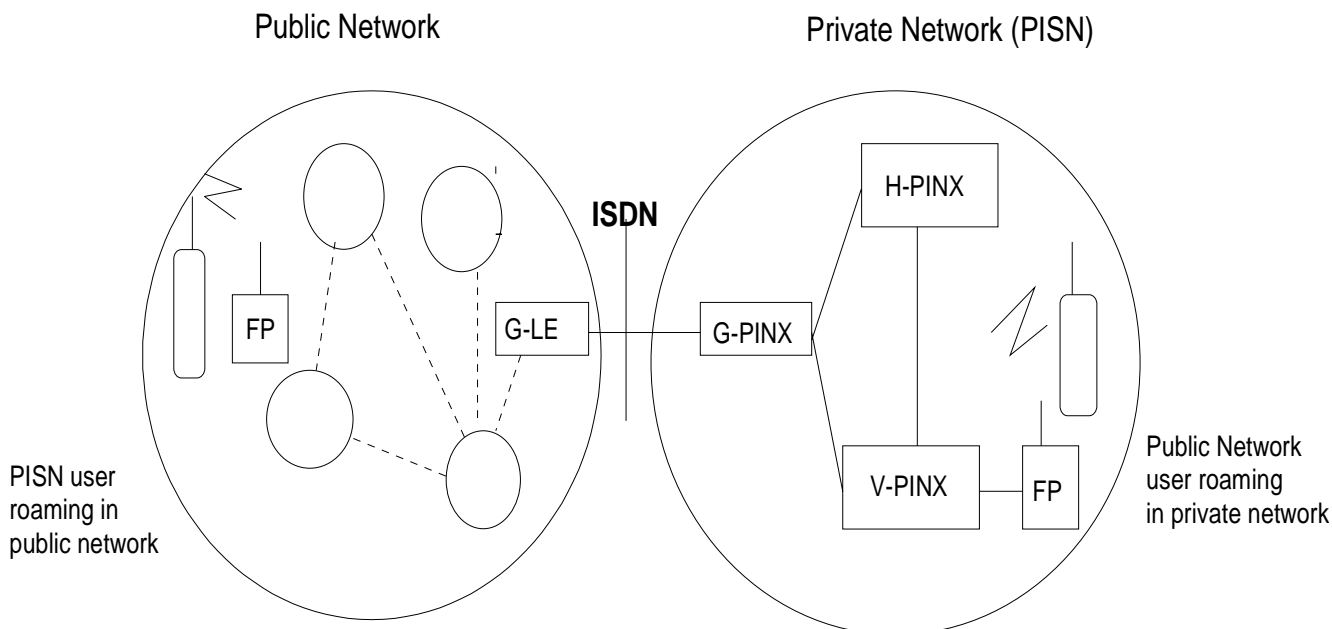 Public Network
Private Network (PISN)
H-PINX
ISDN
FP
G-LE
G-PINX
V-PINX
FP
PISN user
roaming in
public network
Public Network
user roaming
in private network